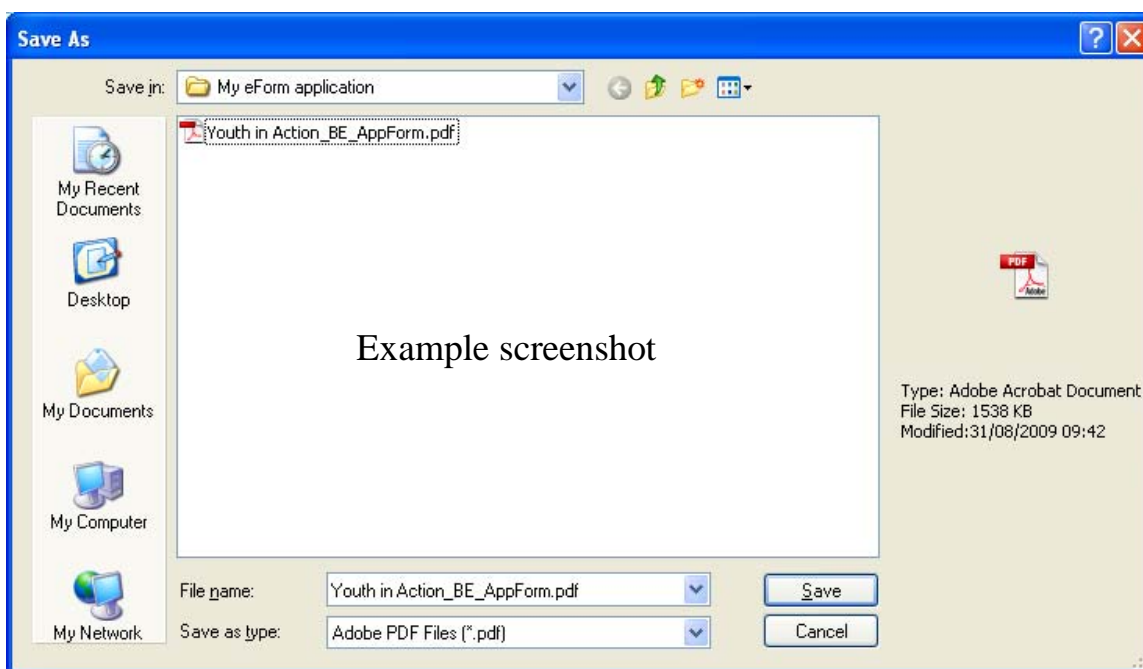 Save As
Save in:
My eForm application
Youth in Action_BE_AppForm.pdf
My Recent
Documents
Desktop
My Documents
My Computer
My Network
Example screenshot
PDF
Adobe
Type: Adobe Acrobat Document
File Size: 1538 KB
Modified:31/08/2009 09:42
File name:
Youth in Action_BE_AppForm.pdf
Save
Save as type:
Adobe PDF Files (*.pdf)
Cancel